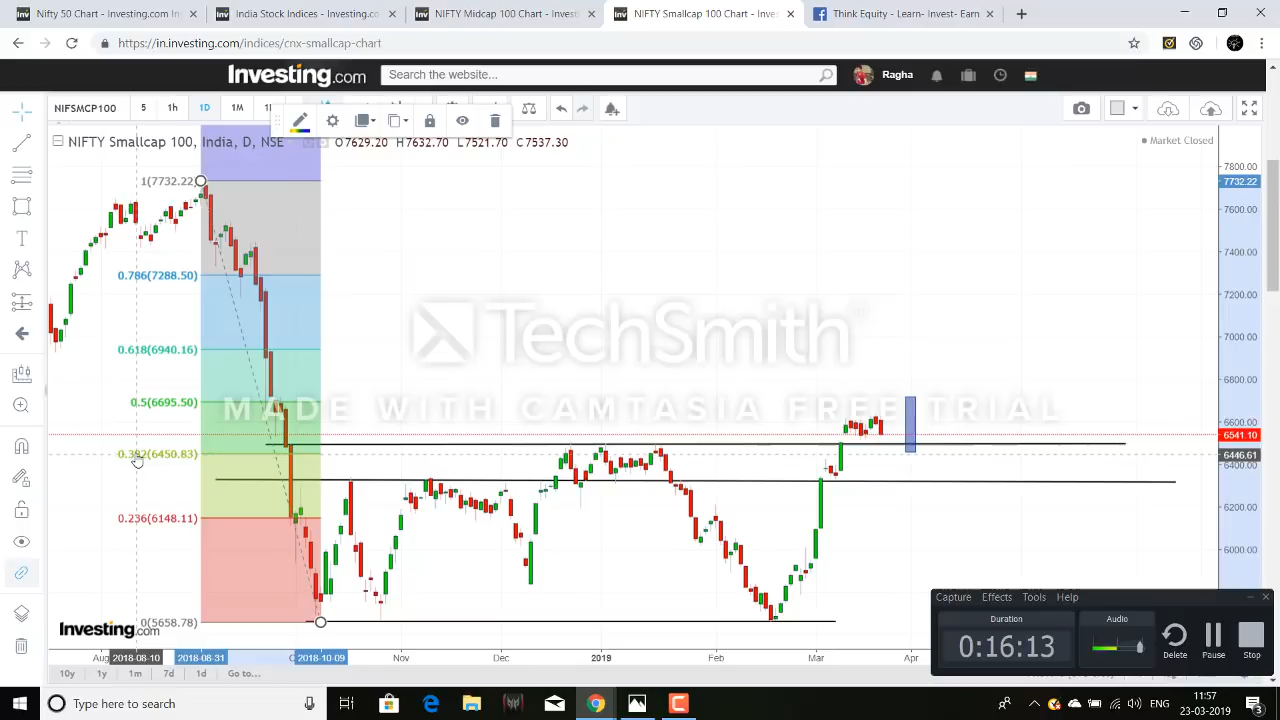 NIFTY Midcap 100 Chart - Investi
India Stock Indices - Investing.co
NIFTY Midcap 100 Chart - Investi
NIFTY Smallcap 100 Chart - Inves
Think Equity - Learn- Invest- Earn
https://in.investing.com/indices/cnx-smallcap-chart
Investing.com
Search the website...
Ragha
NIFSMCP100
5
1h
1D
1M
NIFTY Smallcap 100, India, D, NSE
O7629.20 H7632.70 L7521.70 C7537.30
Market Closed
7800.00
1(7732.22)
7732.22
7600.00
7400.00
0.786(7288.50)
7200.00
TechSmith
7000.00
0.618(6940.16)
6800.00
0.5(6695.50)
MADE WITH CAMTASIA FREE TRIAL
6600.00
6541.10
0.382(6450.83)
6446.61
6400.00
6200.00
0.236(6148.11)
6000.00
0(5658.78)
Investing.com
Aug
2018-08-10
2018-08-31
2018-10-09
Nov
Dec
2019
Feb
Mar
Apr
10y
1y
1m
7d
1d
Go to...
Capture Effects Tools Help
Duration
Audio
0:16:13
Delete
Pause
Stop
Type here to search
ENG
11:57
23-03-2019
3